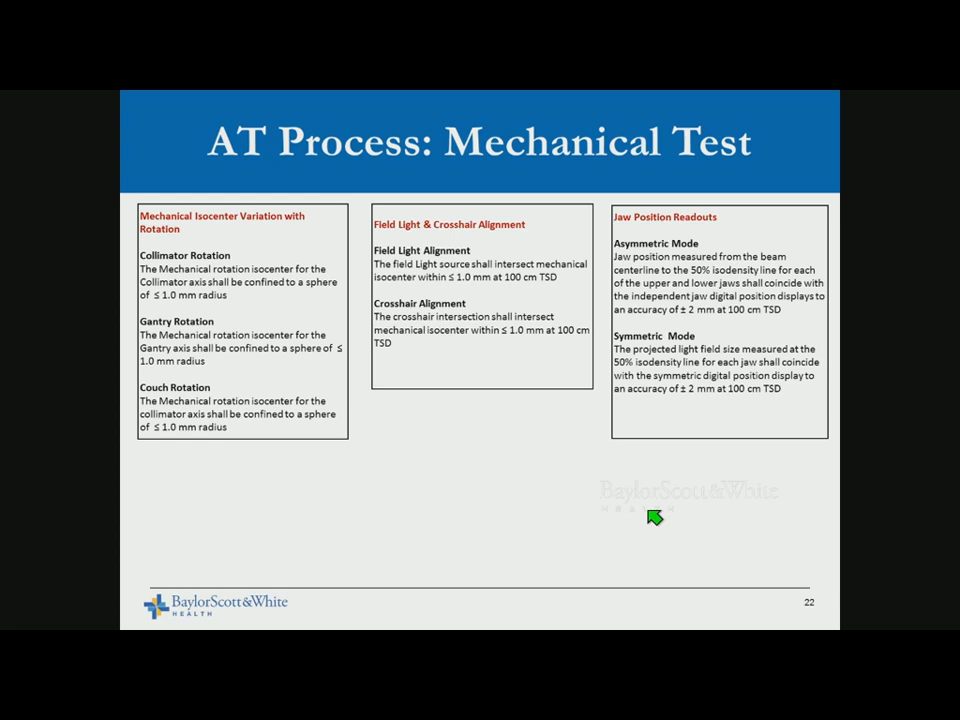 AT Process: Mechanical Test
Mechanical Isocenter Variation with
Rotation
Collimator Rotation
The Mechanical rotation isocenter for the
Collimator axis shall be confined to a sphere
of ≤ 1.0 mm radius
Gantry Rotation
The Mechanical rotation isocenter for the
Gantry axis shall be confined to a sphere of ≤
1.0 mm radius
Couch Rotation
The Mechanical rotation isocenter for the
collimator axis shall be confined to a sphere
of ≤ 1.0 mm radius
Field Light & Crosshair Alignment
Field Light Alignment
The field Light source shall intersect mechanical
isocenter within ≤ 1.0 mm at 100 cm TSD
Crosshair Alignment
The crosshair intersection shall intersect
mechanical isocenter within ≤ 1.0 mm at 100 cm
TSD
Jaw Position Readouts
Asymmetric Mode
Jaw position measured from the beam
centerline to the 50% isodensity line for each
of the upper and lower jaws shall coincide with
the independent jaw digital position displays to
an accuracy of ± 2 mm at 100 cm TSD
Symmetric Mode
The projected light field size measured at the
50% isodensity line for each jaw shall coincide
with the symmetric digital position display to
an accuracy of ± 2 mm at 100 cm TSD
BaylorScott&White
HEALTH
BaylorScott&White
HEALTH
22